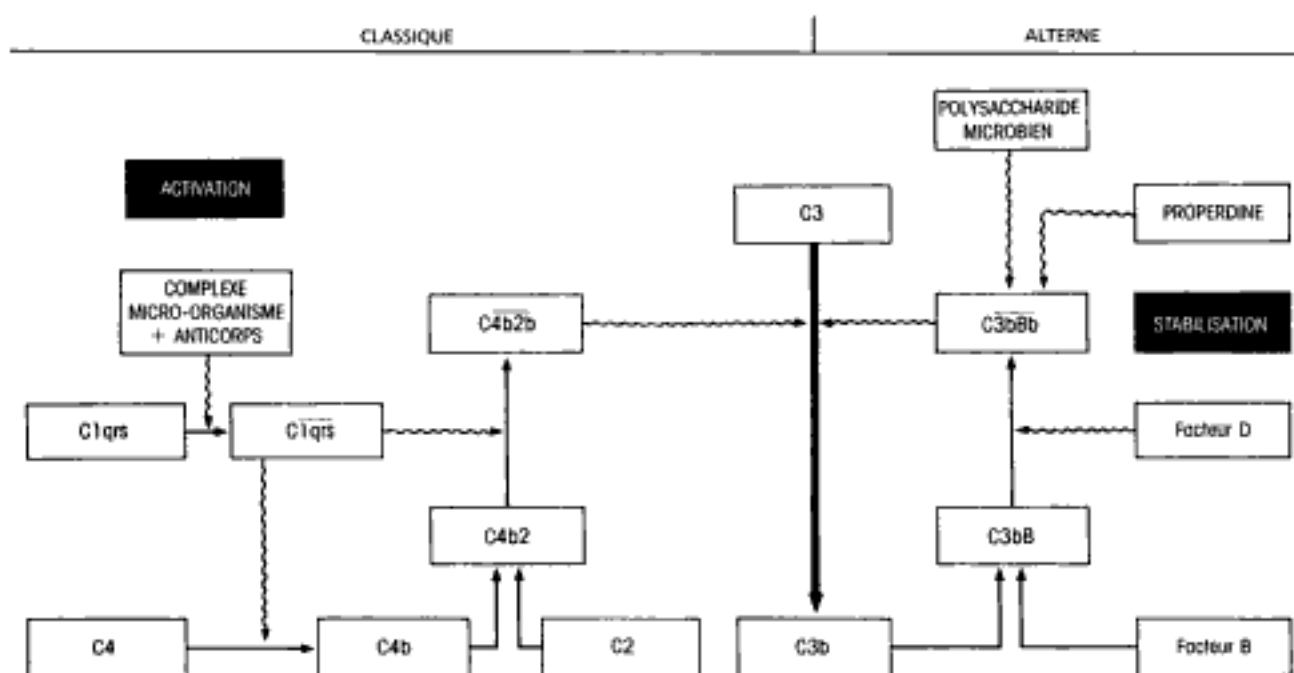 CLASSIQUE
ALTERNE
POLYSACCHARIDE
MICROBIEN
ACTIVATION
C3
PROPERDINE
COMPLEXE
MICRO-ORGANISME
+ ANTICORPS
C4b2b
C3bBb
STABILISATION
C1qrs
C1qrs
Facteur D
C4b2
C3bB
C4
C4b
C2
C3b
Facteur B